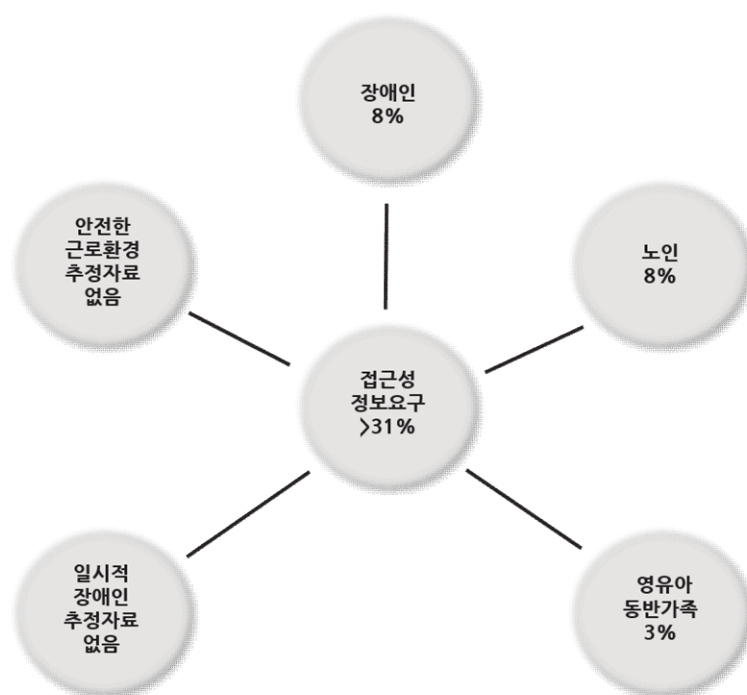 장애인
8%
안전한
근로환경
추정자료
없음
노인
8%
접근성
정보요구
>31%
일시적
장애인
추정자료
없음
영유아
동반가족
3%